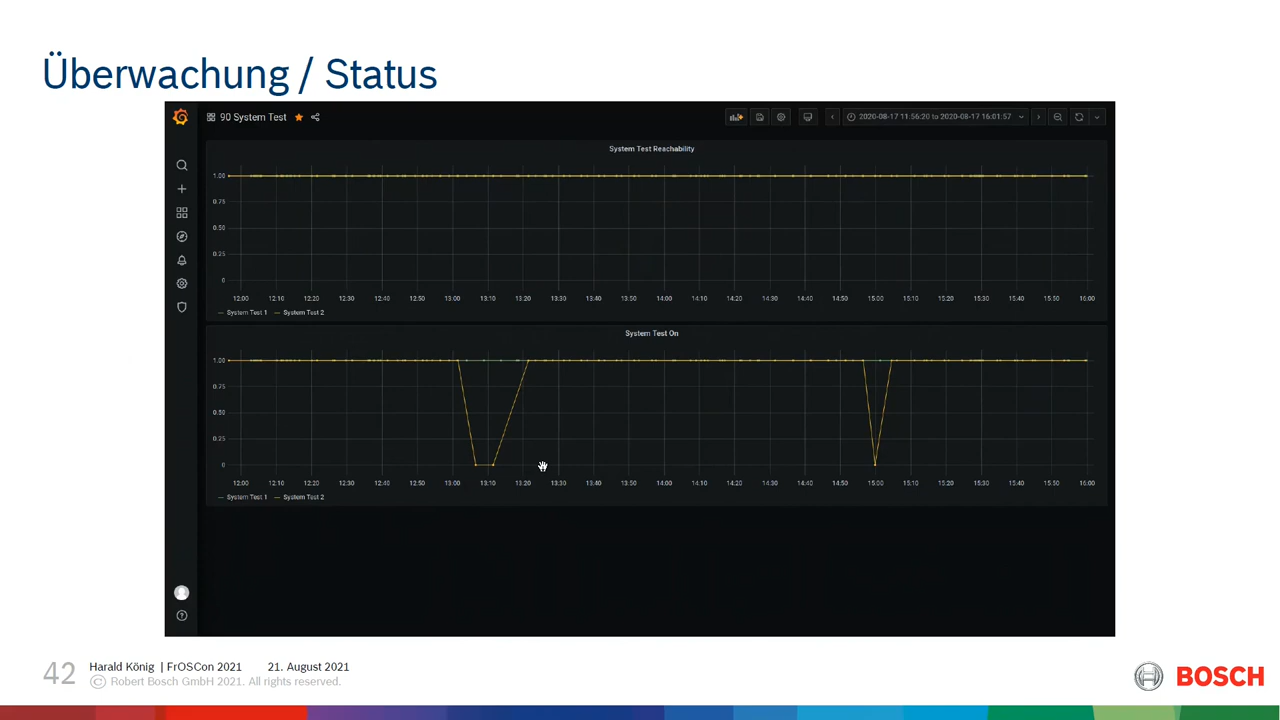 Überwachung / Status
90 System Test
2020-08-17 11:56:20 to 2020-08-17 16:01:57
System Test Reachability
1.00
0.75
0.50
0.25
0
12:00 12:10 12:20 12:30 12:40 12:50 13:00 13:10 13:20 13:30 13:40 13:50 14:00 14:10 14:20 14:30 14:40 14:50 15:00 15:10 15:20 15:30 15:40 15:50 16:00
System Test 1 System Test 2
System Test On
1.00
0.75
0.50
0.25
0
12:00 12:10 12:20 12:30 12:40 12:50 13:00 13:10 13:20 13:30 13:40 13:50 14:00 14:10 14:20 14:30 14:40 14:50 15:00 15:10 15:20 15:30 15:40 15:50 16:00
System Test 1 System Test 2
42
Harald König | FrOSCon 2021 21. August 2021
© Robert Bosch GmbH 2021. All rights reserved.
BOSCH